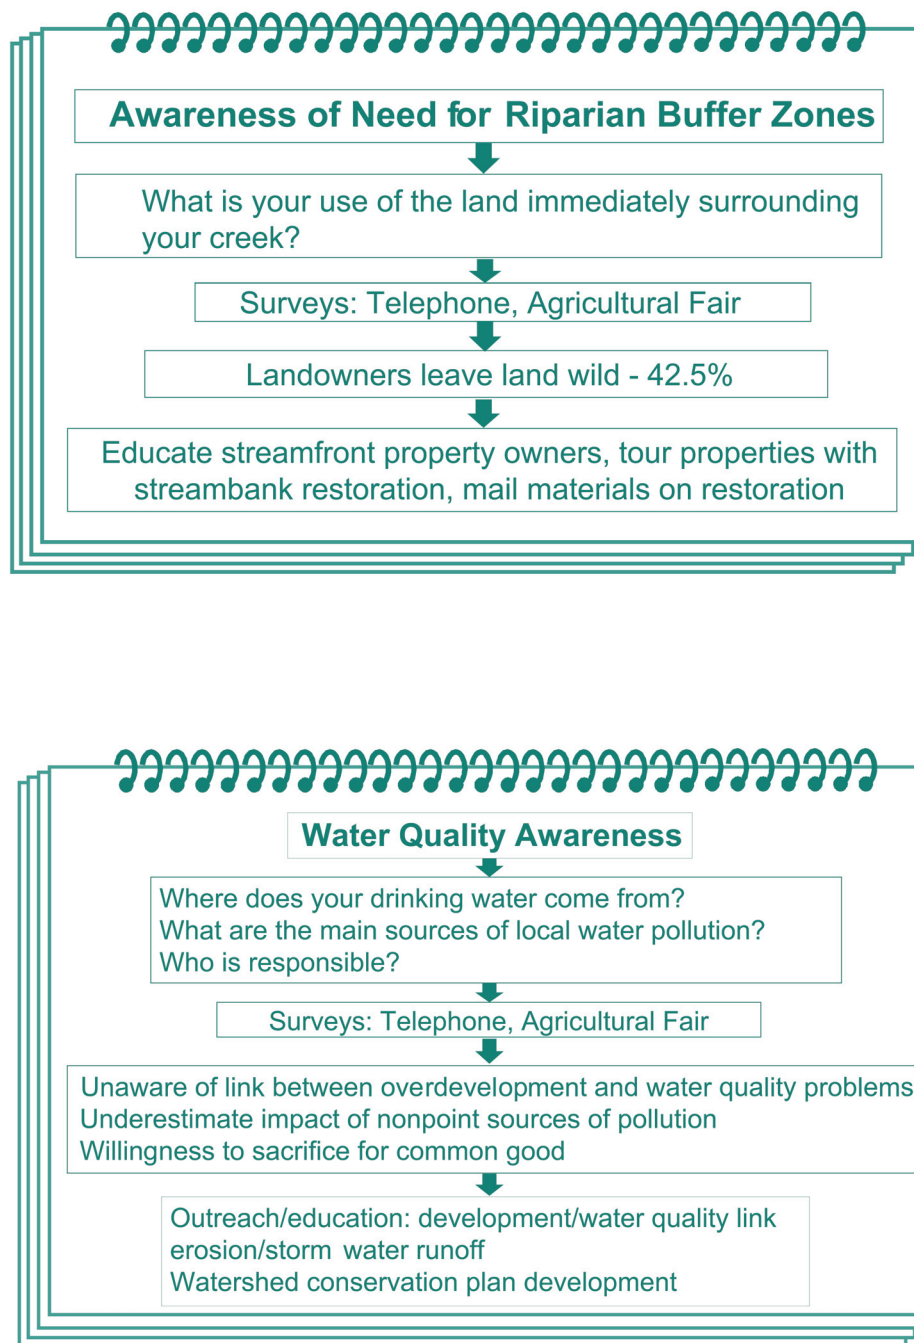 Awareness of Need for Riparian Buffer Zones
What is your use of the land immediately surrounding
your creek?
Surveys: Telephone, Agricultural Fair
Landowners leave land wild - 42.5%
Educate streamfront property owners, tour properties with
streambank restoration, mail materials on restoration
Water Quality Awareness
Where does your drinking water come from?
What are the main sources of local water pollution?
Who is responsible?
Surveys: Telephone, Agricultural Fair
Unaware of link between overdevelopment and water quality problems
Underestimate impact of nonpoint sources of pollution
Willingness to sacrifice for common good
Outreach/education: development/water quality link
erosion/storm water runoff
Watershed conservation plan development